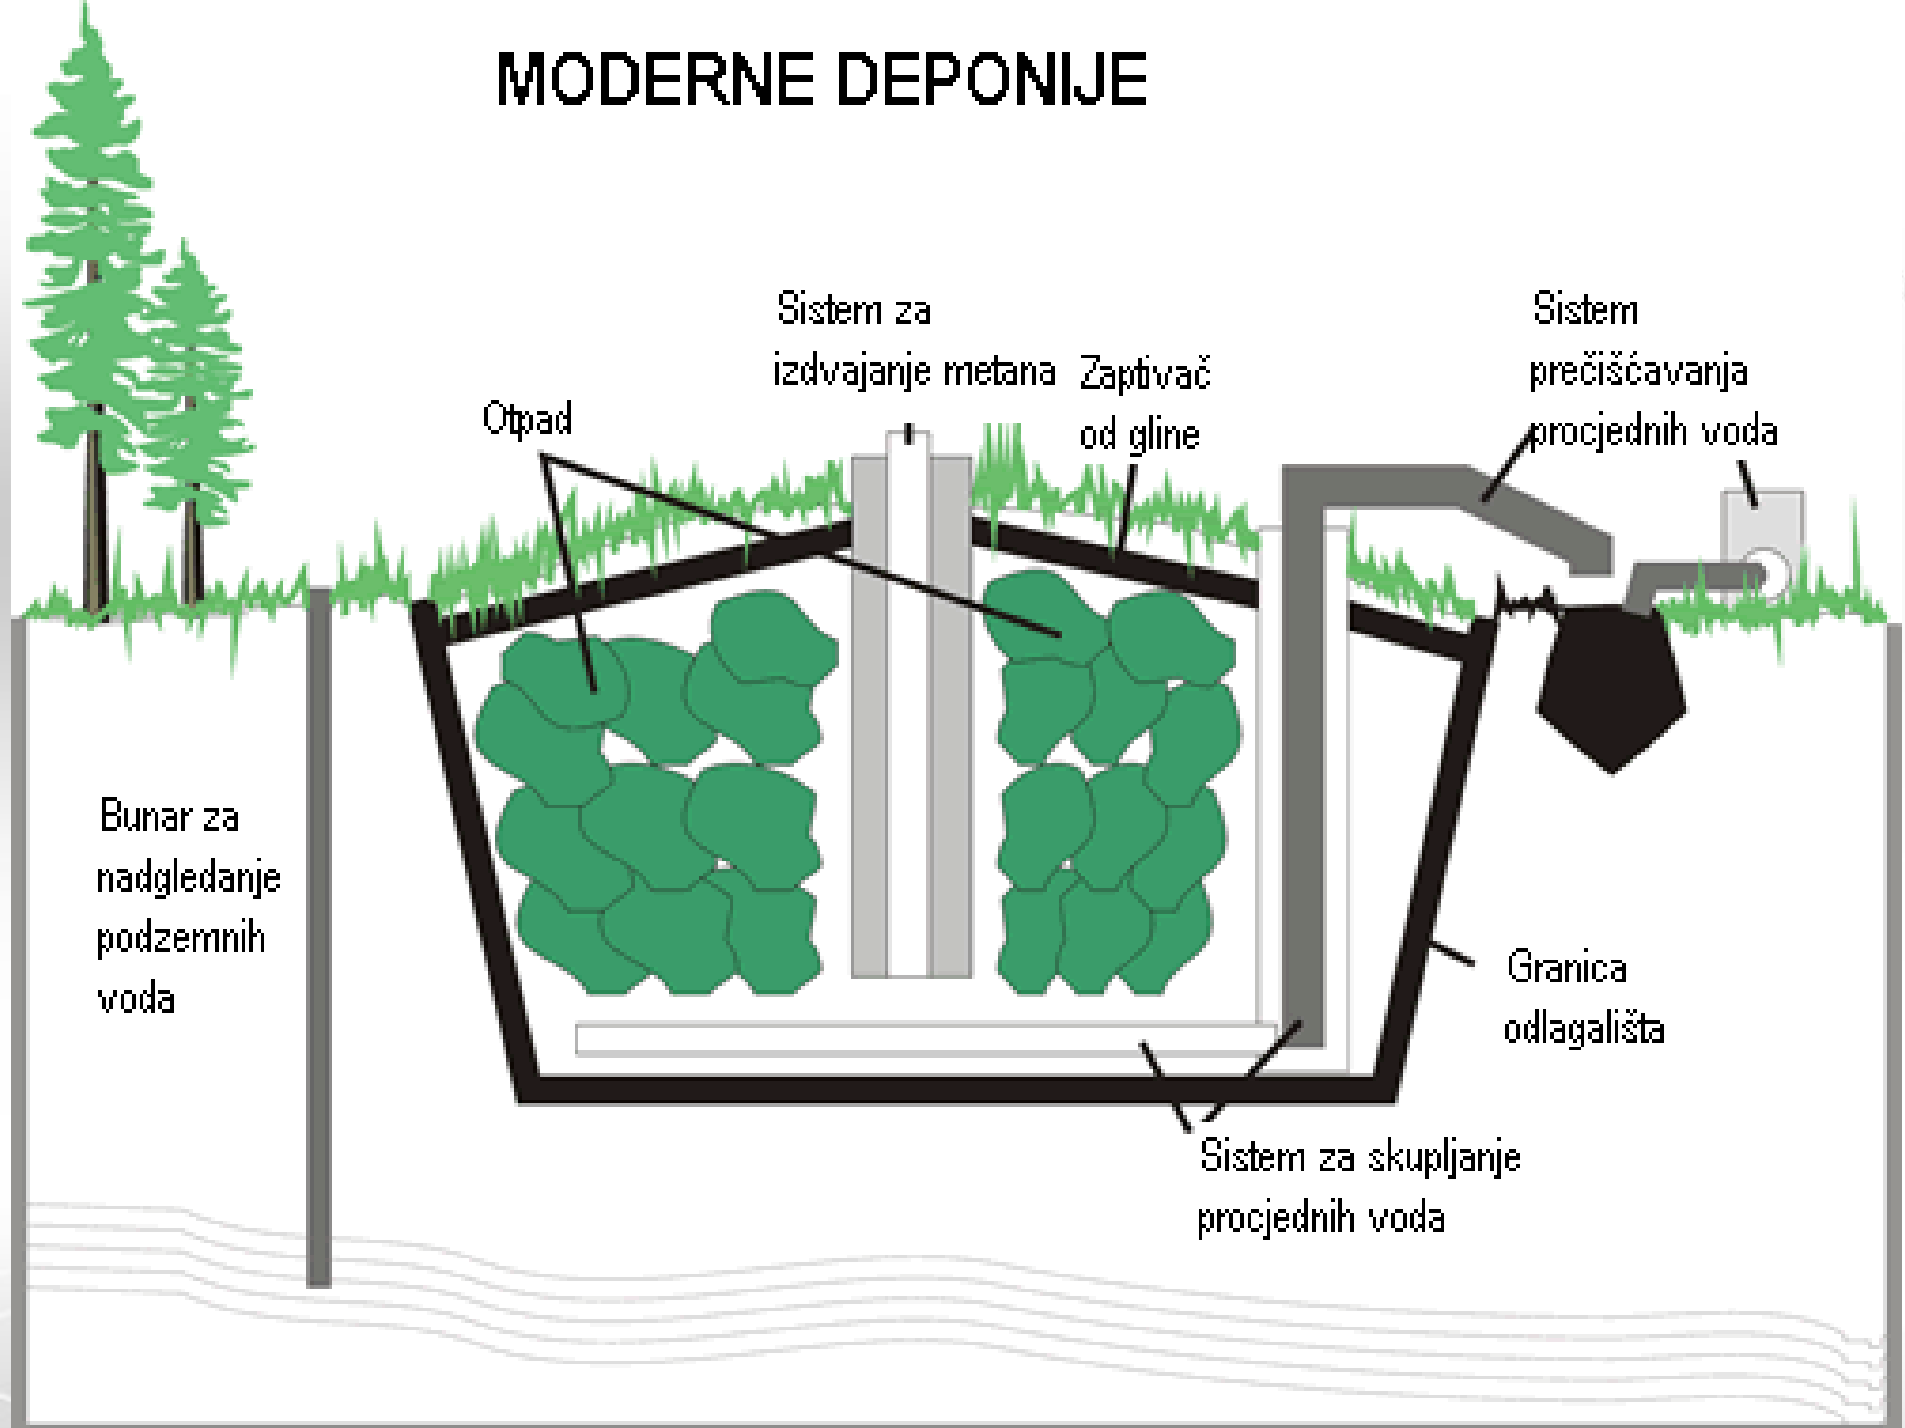 MODERNE DEPONIJE
Sistem za
izdvajanje metana
Zaptivač
od gline
Sistem
prečišćavanja
procjednih voda
Otpad
Bunar za
nadgledanje
podzemnih
voda
Granica
odlagališta
Sistem za skupljanje
procjednih voda